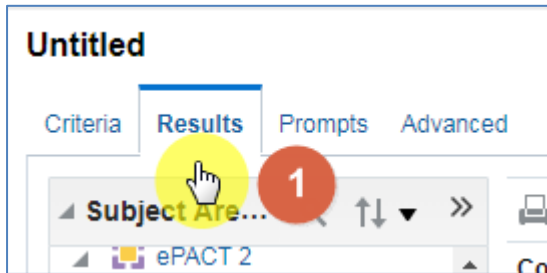 Untitled
Criteria Results Prompts Advanced
1
Subject Are...
ePACT 2
Co